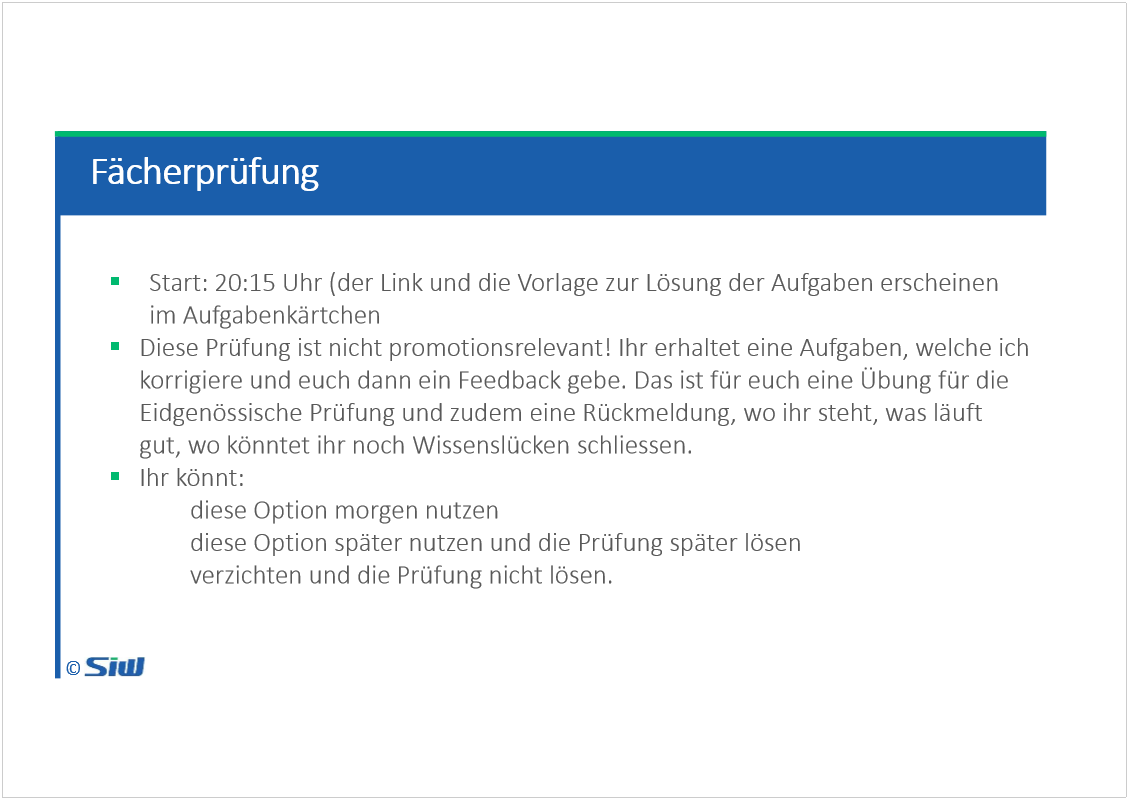 Fächerprüfung
Start: 20:15 Uhr (der Link und die Vorlage zur Lösung der Aufgaben erscheinen
im Aufgabenkärtchen
Diese Prüfung ist nicht promotionsrelevant! Ihr erhaltet eine Aufgaben, welche ich
korrigiere und euch dann ein Feedback gebe. Das ist für euch eine Übung für die
Eidgenössische Prüfung und zudem eine Rückmeldung, wo ihr steht, was läuft
gut, wo könntet ihr noch Wissenslücken schliessen.
Ihr könnt:
diese Option morgen nutzen
diese Option später nutzen und die Prüfung später lösen
verzichten und die Prüfung nicht lösen.
© SiW